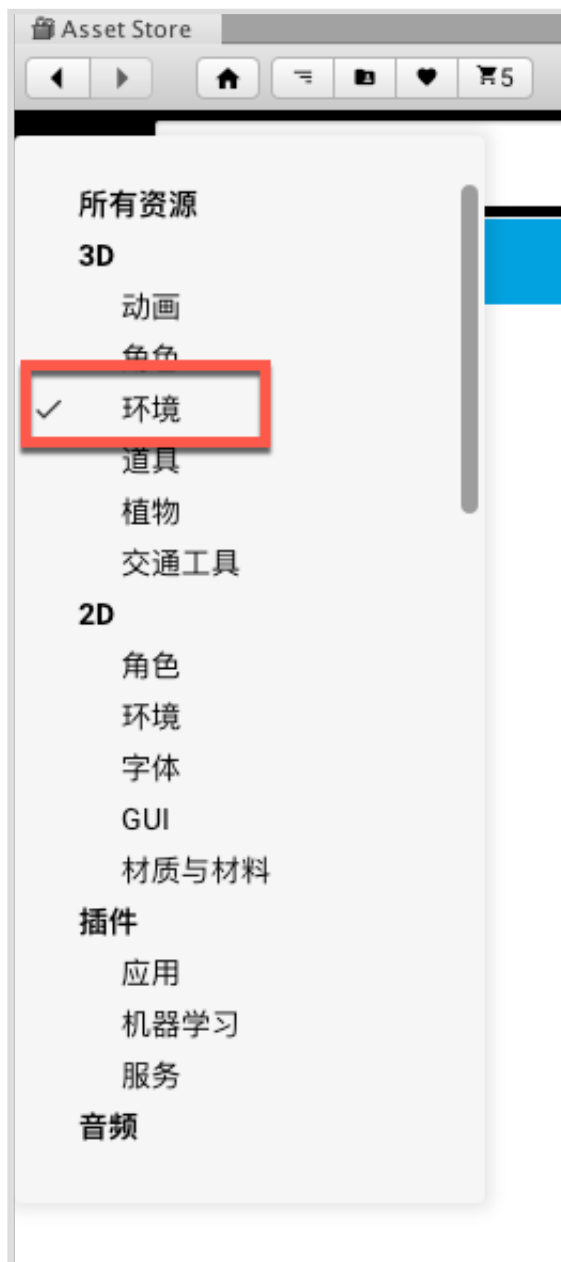 Asset Store
5
所有资源
3D
动画
角色
环境
道具
植物
交通工具
2D
角色
环境
字体
GUI
材质与材料
插件
应用
机器学习
服务
音频